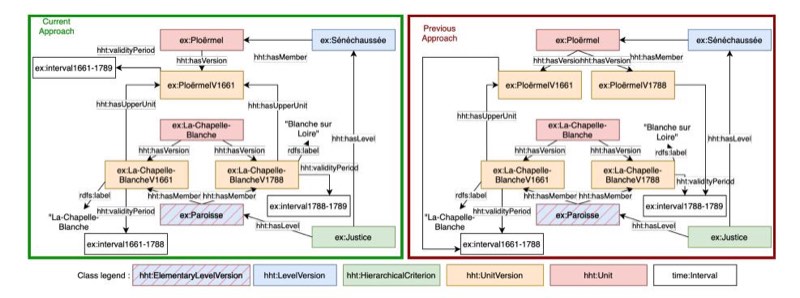 Current
Approach
ex:Ploërmel
ex:Sénéchaussée
hht:validityPeriod
hht:hasVersion
hht:hasMember
ex:interval1661-1789
ex:PloërmelV1661
hht:hasUpperUnit
hht:hasUpperUnit
ex:La-Chapelle-
Blanche
"Blanche sur
Loire"
hht:hasLevel
hht:hasVersion
hht:hasVersion
rdfs:label
ex:La-Chapelle-
BlancheV1661
ex:La-Chapelle-
BlancheV1788
hht:validityPeriod
rdfs:label
hht:hasMember
hht:hasMember
"La-Chapelle-
Blanche
hht:validityPeriod
ex:Paroisse
ex:interval1788-1789
hht:hasLevel
ex:interval1661-1788
ex:Justice
Previous
Approach
ex:Ploërmel
ex:Sénéchaussée
hht:hasVersion
hht:hasVersion
hht:hasMember
ex:PloërmelV1661
ex:PloërmelV1788
hht:hasUpperUnit
ex:La-Chapelle-
Blanche
"Blanche sur
Loire"
hht:hasLevel
hht:hasVersion
hht:hasVersion
rdfs:label
ex:La-Chapelle-
BlancheV1661
ex:La-Chapelle-
BlancheV1788
hht:validityPeriod
rdfs:label
hht:hasMember
hht:hasMember
"La-Chapelle-
Blanche
hht:validityPeriod
ex:Paroisse
ex:interval1788-1789
hht:hasLevel
ex:interval1661-1788
ex:Justice
Class legend :
hht:ElementaryLevelVersion
hht:LevelVersion
hht:HierarchicalCriterion
hht:UnitVersion
hht:Unit
time:Interval